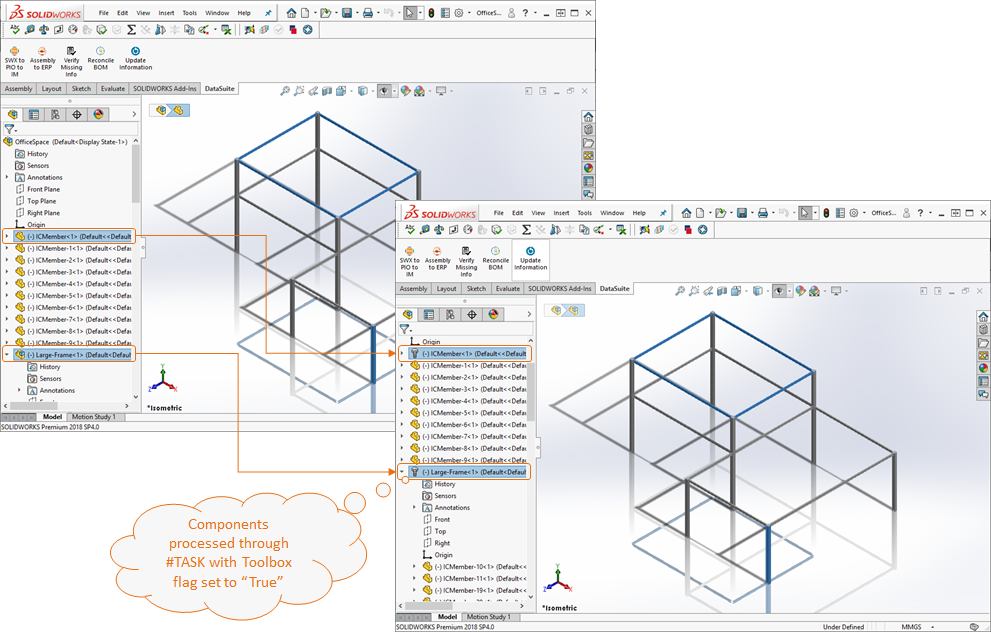 SOLIDWORKS File Edit View Insert Tools Window Help OfficeS...
SWX to PIO to IM
Assembly to ERP
Verify Missing Info
Reconcile BOM
Update Information
Assembly Layout Sketch Evaluate SOLIDWORKS Add-Ins DataSuite
OfficeSpace (Default<Display State-1>)
History
Sensors
Annotations
Front Plane
Top Plane
Right Plane
Origin
(-) ICMember<1> (Default<<Default
(-) ICMember-1<1> (Default<<Defau
(-) ICMember-2<1> (Default<<Defau
(-) ICMember-3<1> (Default<<Defau
(-) ICMember-4<1> (Default<<Defau
(-) ICMember-5<1> (Default<<Defau
(-) ICMember-6<1> (Default<<Defau
(-) ICMember-7<1> (Default<<Defau
(-) ICMember-8<1> (Default<<Defau
(-) ICMember-9<1> (Default<<Defau
(-) Large-Frame<1> (Default<Defaul
History
Sensors
Annotations
*Isometric
Model Motion Study 1
SOLIDWORKS Premium 2018 SP4.0
SOLIDWORKS File Edit View Insert Tools Window Help OfficeS...
SWX to PIO to IM
Assembly to ERP
Verify Missing Info
Reconcile BOM
Update Information
Assembly Layout Sketch Evaluate SOLIDWORKS Add-Ins DataSuite
Origin
(-) ICMember<1> (Default<<Default
(-) ICMember-1<1> (Default<<Defau
(-) ICMember-2<1> (Default<<Defau
(-) ICMember-3<1> (Default<<Defau
(-) ICMember-4<1> (Default<<Defau
(-) ICMember-5<1> (Default<<Defau
(-) ICMember-6<1> (Default<<Defau
(-) ICMember-7<1> (Default<<Defau
(-) ICMember-8<1> (Default<<Defau
(-) ICMember-9<1> (Default<<Defau
(-) Large-Frame<1> (Default<Defaul
History
Sensors
Annotations
Front
Top
Right
Origin
(-) ICMember-10<1> (Default<<
(-) ICMember-11<1> (Default<<
(-) ICMember-19<1> (Default<<
*Isometric
Model Motion Study 1
SOLIDWORKS Premium 2018 SP4.0 Under Defined MMGS
Components
processed through
#TASK with Toolbox
flag set to “True”